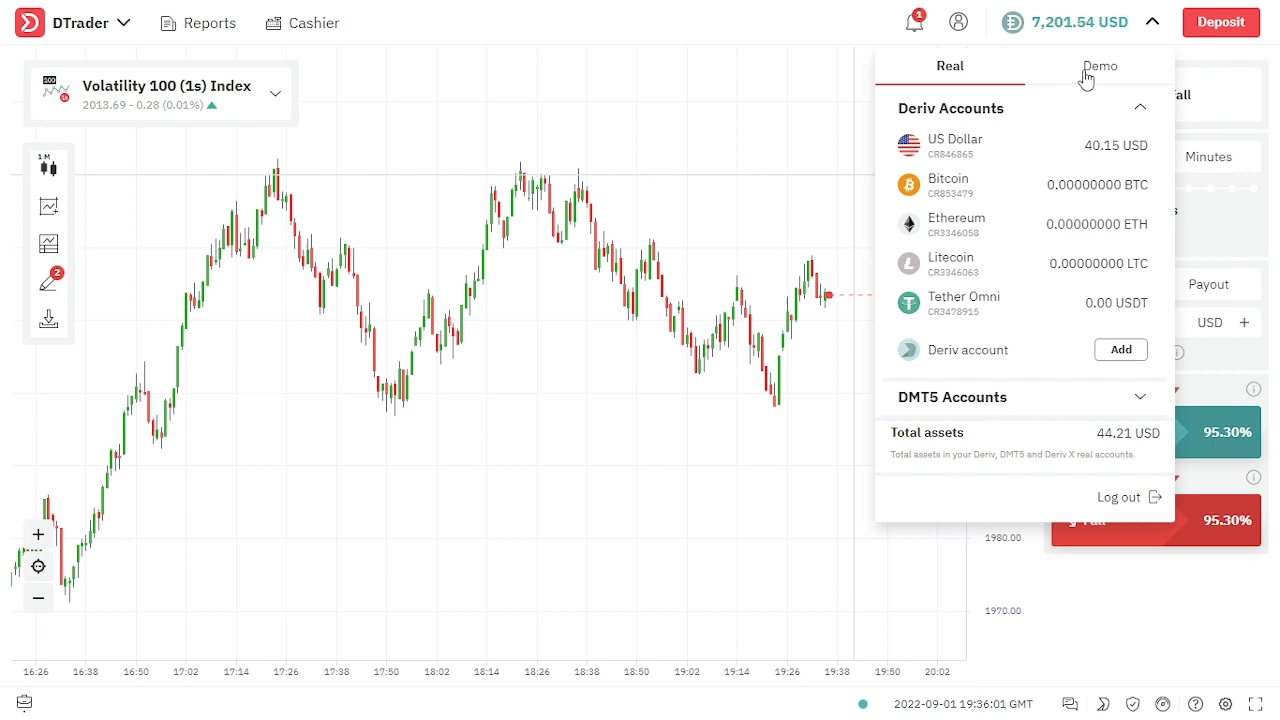 DTrader
Reports
Cashier
1
7,201.54 USD
Deposit
100
1s
Volatility 100 (1s) Index
2013.69 - 0.28 (0.01%)
1M
2
Real
Demo
Deriv Accounts
US Dollar
CR846865
40.15 USD
Bitcoin
CR853479
0.00000000 BTC
Ethereum
CR3346058
0.00000000 ETH
Litecoin
CR3346063
0.00000000 LTC
Tether Omni
CR3478915
0.00 USDT
Deriv account
Add
DMT5 Accounts
Total assets
44.21 USD
Total assets in your Deriv, DMT5 and Deriv X real accounts.
Log out
all
Minutes
s
Payout
USD +
95.30%
Fall
95.30%
1980.00
1970.00
16:26 16:38 16:50 17:02 17:14 17:26 17:38 17:50 18:02 18:14 18:26 18:38 18:50 19:02 19:14 19:26 19:38 19:50 20:02
2022-09-01 19:36:01 GMT